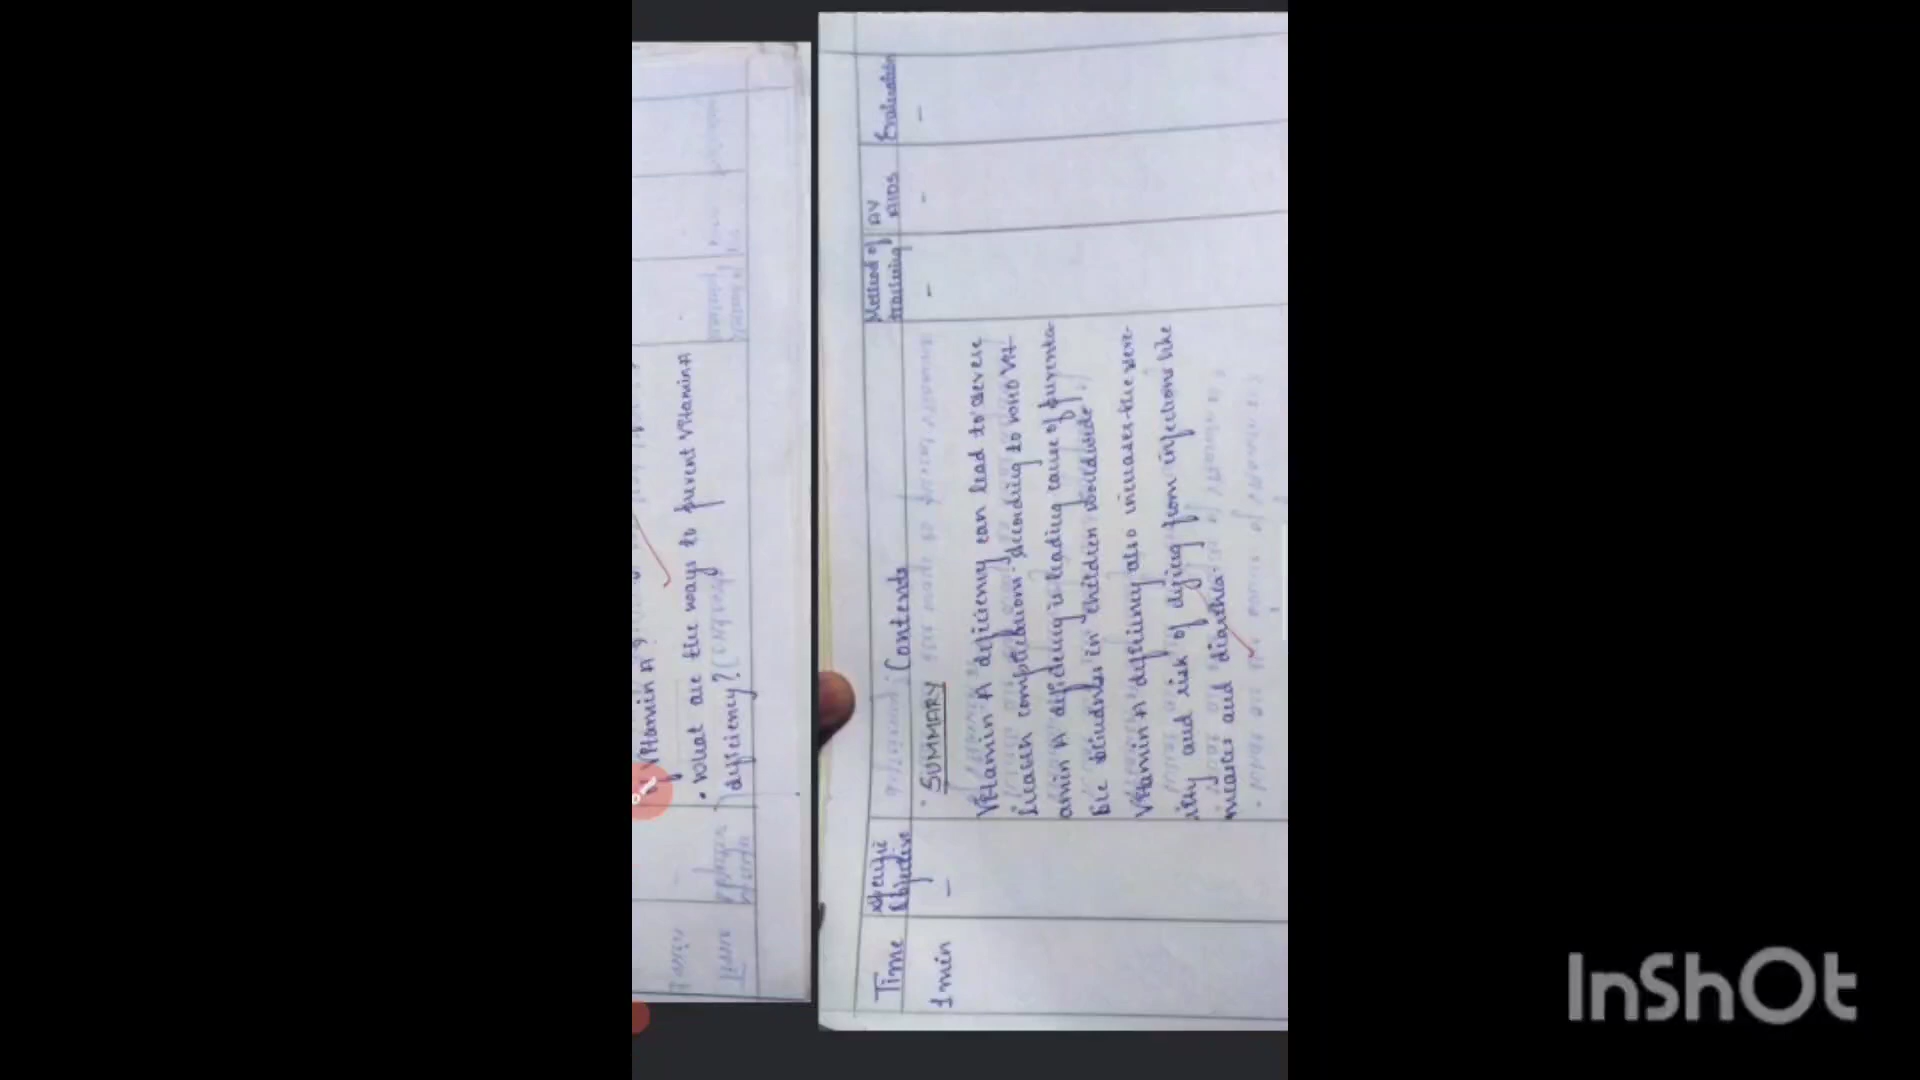 Vitamin A ?
• What are the ways to prevent Vitamin A
deficiency?
Time
Specific
Objective
Contents
Method of
teaching
AV
AIDS
Evaluation
1 min
-
SUMMARY
-
-
-
Vitamin A deficiency can lead to severe
health complications. According to WHO Vit-
amin A deficiency is leading cause of preventa-
ble blindness in children worldwide.
Vitamin A deficiency also increases the seve-
rity and risk of dying from infections like
measles and diarrhea.
InShOt